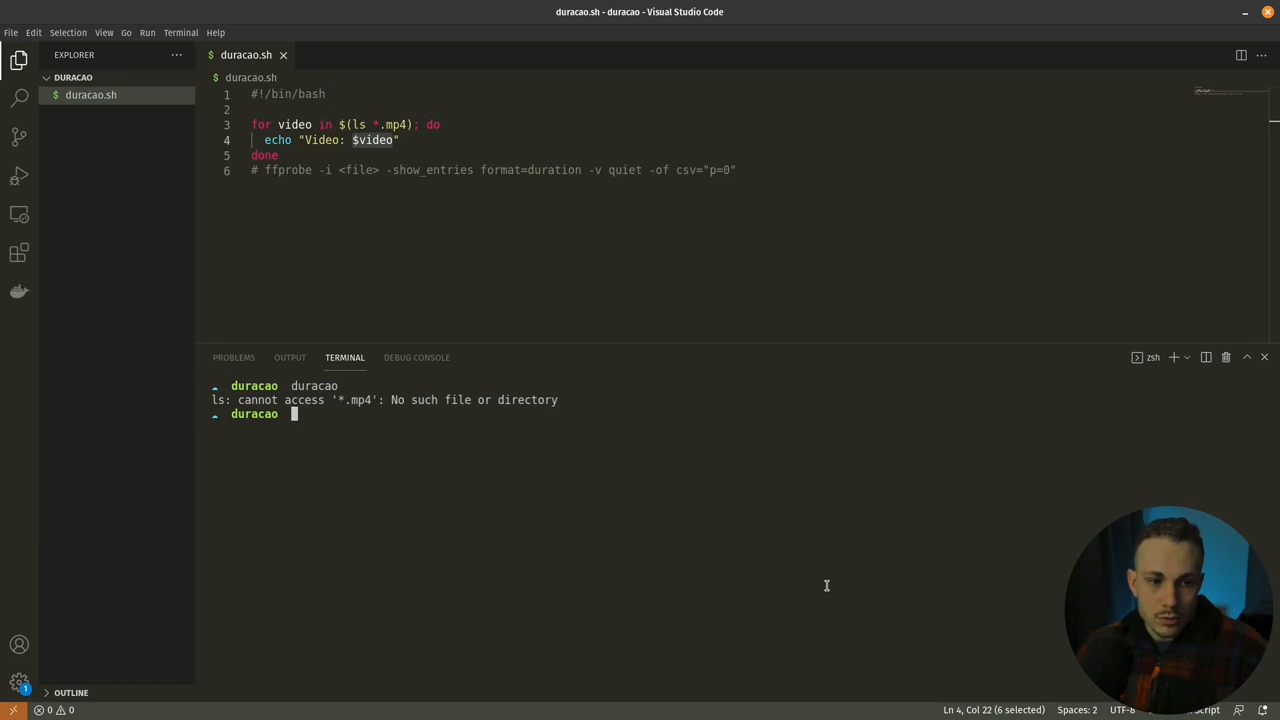 duracao.sh - duracao - Visual Studio Code
File Edit Selection View Go Run Terminal Help
EXPLORER
$ duracao.sh
DURACAO
$ duracao.sh
$ duracao.sh
1 #!/bin/bash
2
3 for video in $(ls *.mp4); do
4 echo "Video: $video"
5 done
6 # ffprobe -i <file> -show_entries format=duration -v quiet -of csv="p=0"
PROBLEMS OUTPUT TERMINAL DEBUG CONSOLE
zsh
duracao duracao
ls: cannot access '*.mp4': No such file or directory
duracao
OUTLINE
1
0 0
Ln 4, Col 22 (6 selected) Spaces: 2 UTF-8